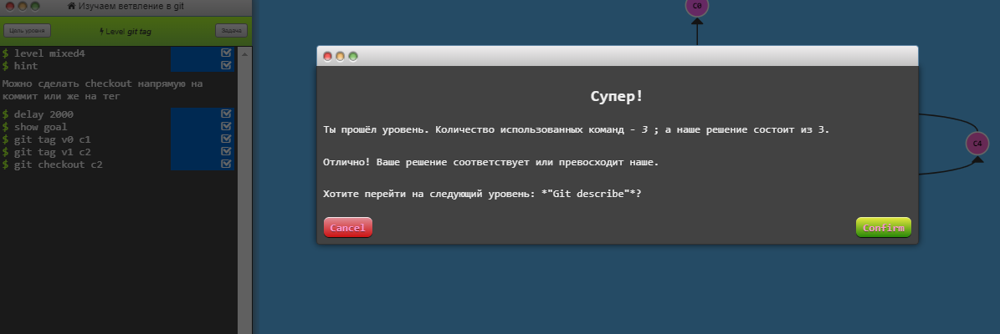 Изучаем ветвление в git
Цель уровня
Level git tag
Задача
$ level mixed4
$ hint
Можно сделать checkout напрямую на
коммит или же на тег
$ delay 2000
$ show goal
$ git tag v0 c1
$ git tag v1 c2
$ git checkout c2
C0
Супер!
Ты прошёл уровень. Количество использованных команд - 3 ; а наше решение состоит из 3.
Отлично! Ваше решение соответствует или превосходит наше.
Хотите перейти на следующий уровень: *"Git describe"*?
Cancel
Confirm
C4